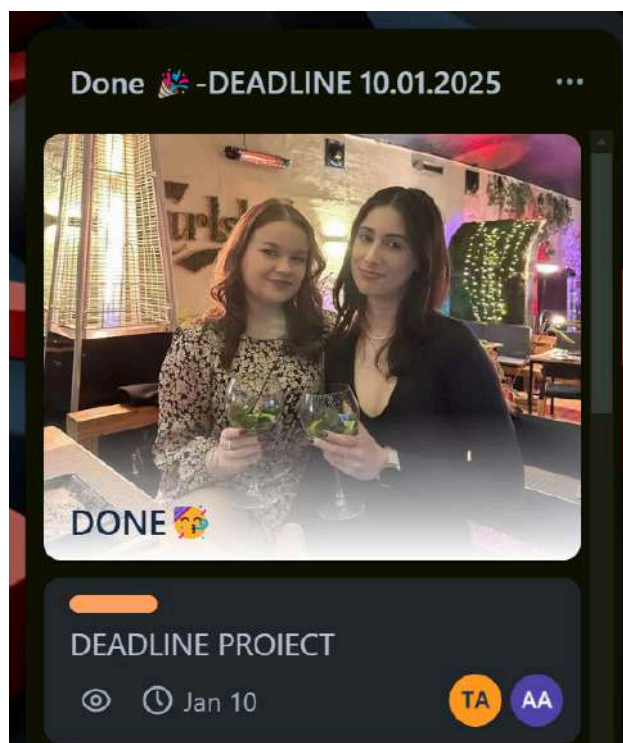 Done 🎉 -DEADLINE 10.01.2025
DONE🥳
DEADLINE PROIECT
Jan 10
TA AA